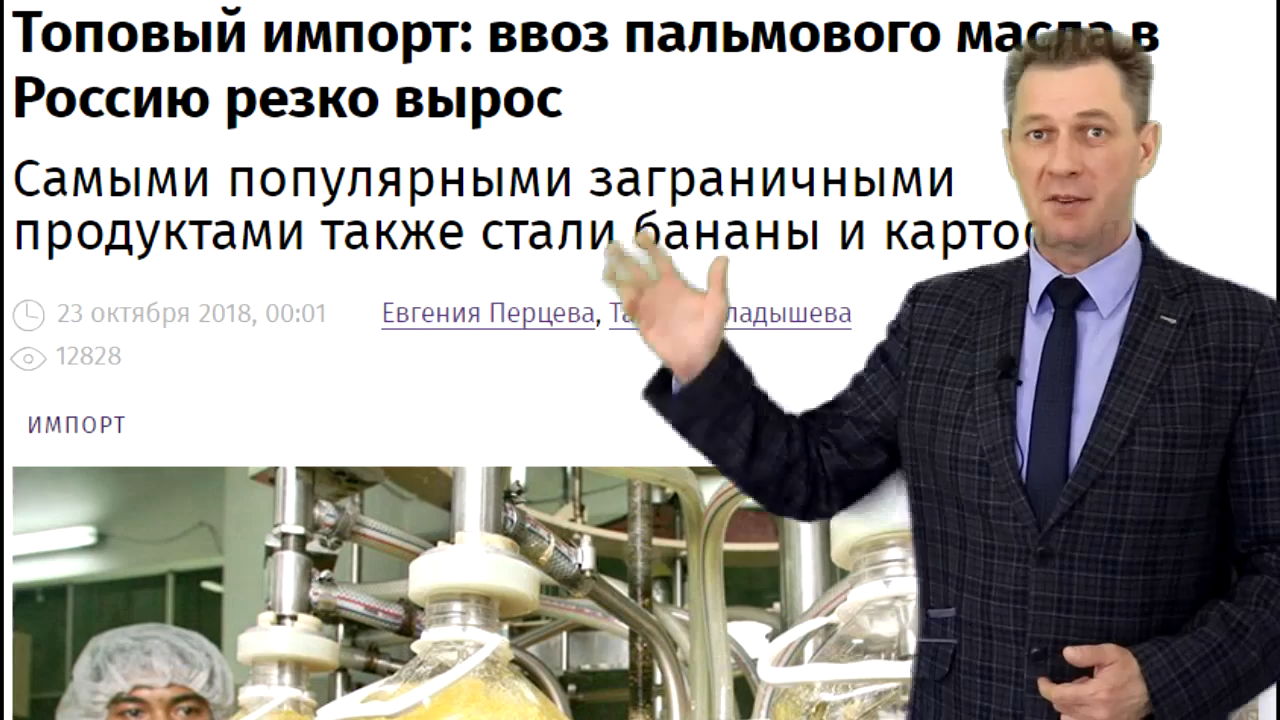 Топовый импорт: ввоз пальмового масла в
Россию резко вырос
Самыми популярными заграничными
продуктами также стали бананы и
23 октября 2018, 00:01 Евгения Перцева,
12828
ИМПОРТ